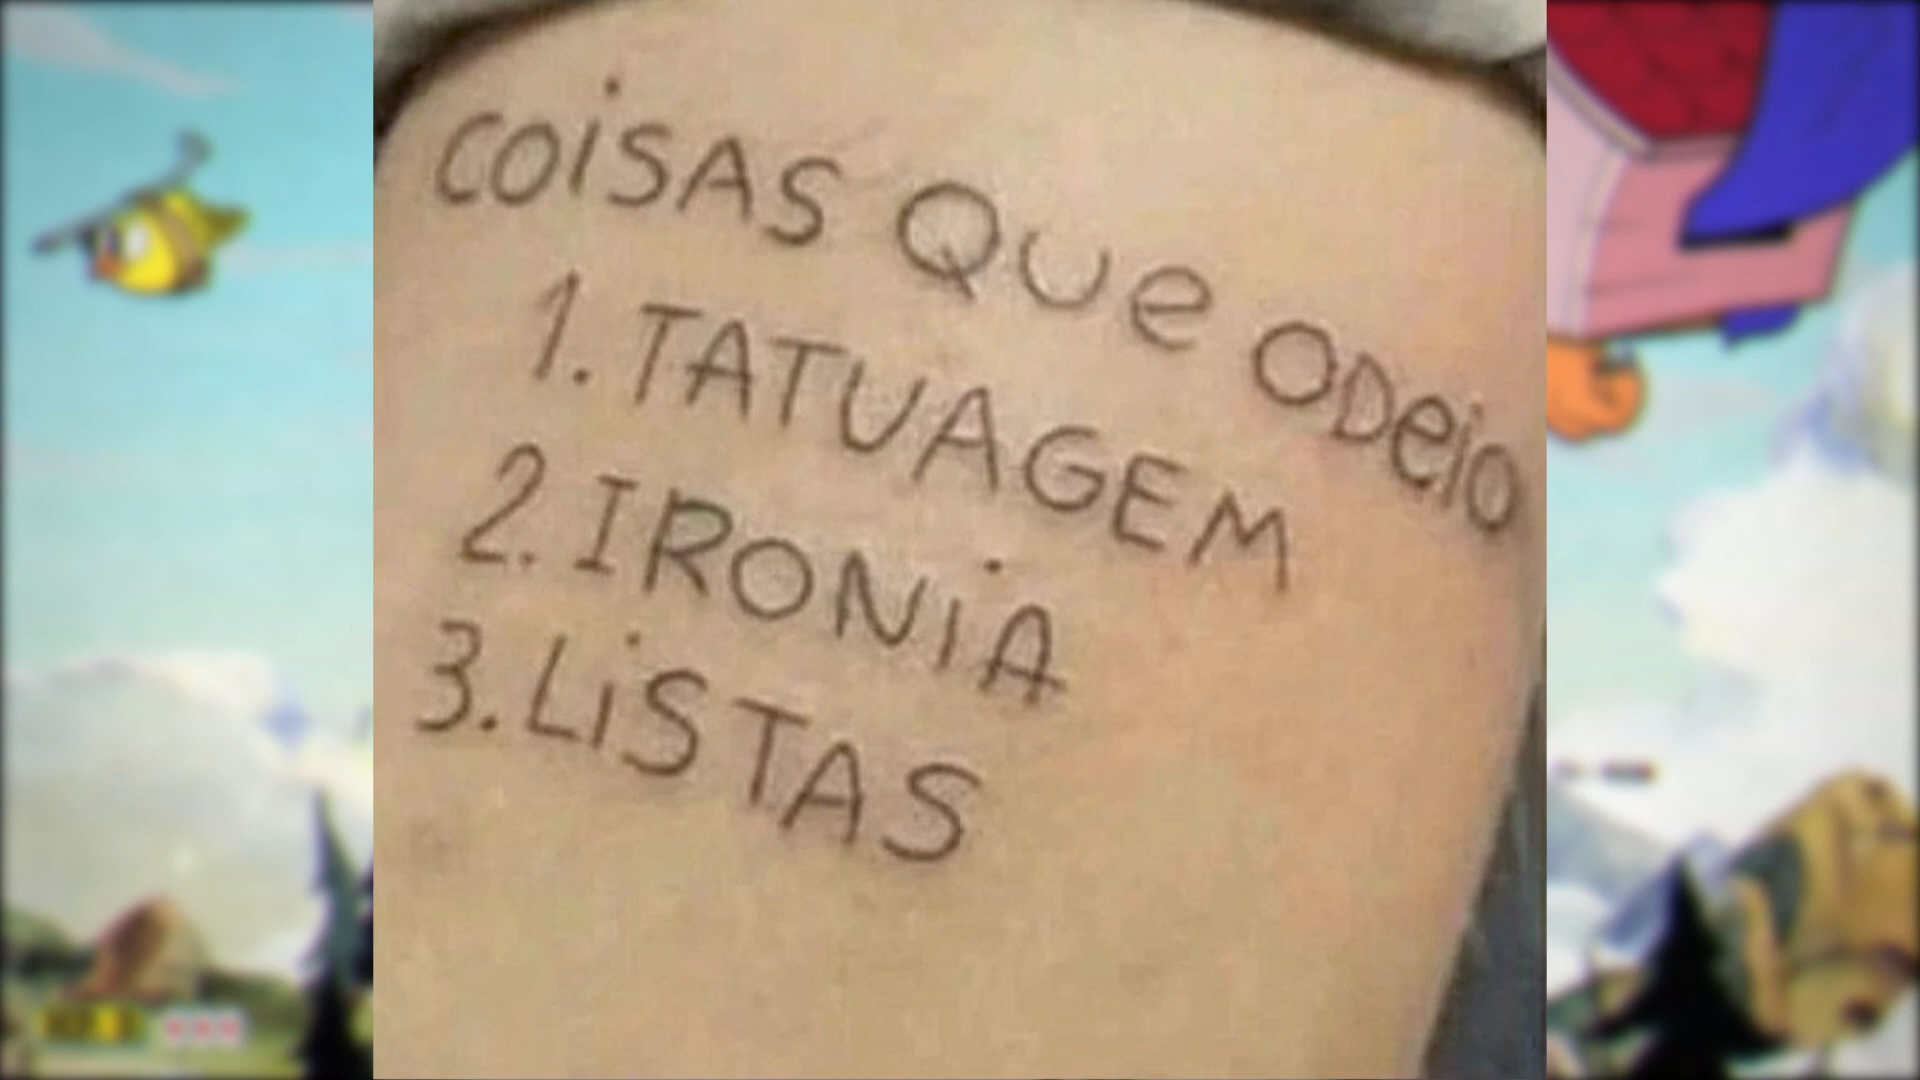 COISAS QUE ODEIO
1. TATUAGEM
2. IRONIA
3. LISTAS